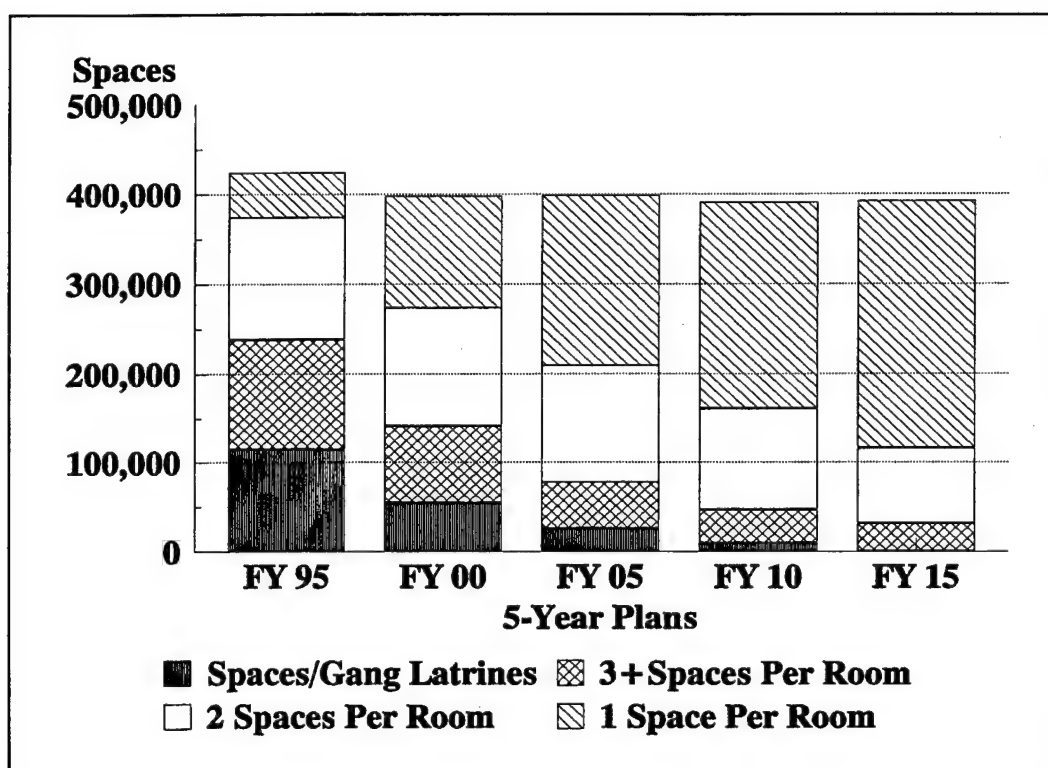 Spaces
500,000
400,000
300,000
200,000
100,000
0
FY 95 FY 00 FY 05 FY 10 FY 15
5-Year Plans
Spaces/Gang Latrines 3+Spaces Per Room
2 Spaces Per Room 1 Space Per Room